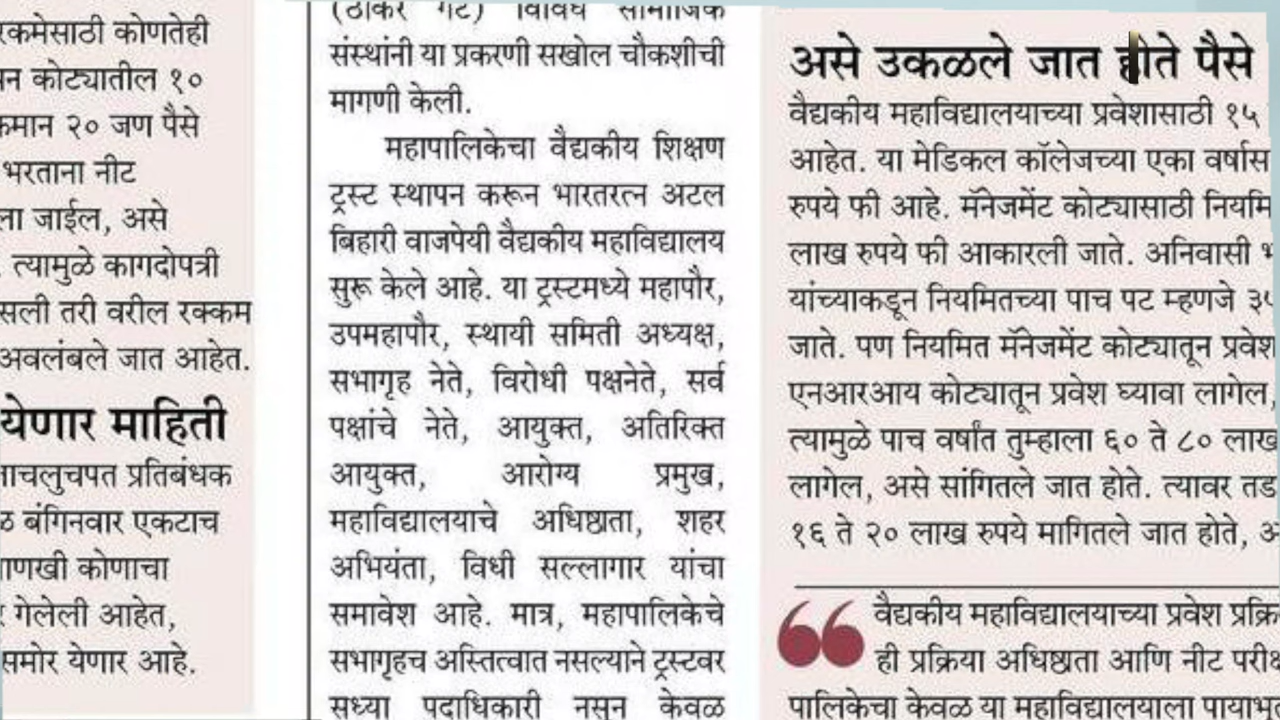 रकमेसाठी कोणतेही
कोट्यातील १०
२० जण पैसे
भरताना नीट
जाईल, असे
त्यामुळे कागदोपत्री
तरी वरील रक्कम
अवलंबले जात आहेत.
येणार माहिती
प्रतिबंधक
बंगिनवार एकटाच
कोणाचा
गेलेली आहेत,
समोर येणार आहे.
(ठाकरे गट) विविध सामाजिक
संस्थांनी या प्रकरणी सखोल चौकशीची
मागणी केली.
महापालिकेचा वैद्यकीय शिक्षण
ट्रस्ट स्थापन करून भारतरत्न अटल
बिहारी वाजपेयी वैद्यकीय महाविद्यालय
सुरू केले आहे. या ट्रस्टमध्ये महापौर,
उपमहापौर, स्थायी समिती अध्यक्ष,
सभागृह नेते, विरोधी पक्षनेते, सर्व
पक्षांचे नेते, आयुक्त, अतिरिक्त
आयुक्त, आरोग्य प्रमुख,
महाविद्यालयाचे अधिष्ठाता, शहर
अभियंता, विधी सल्लागार यांचा
समावेश आहे. मात्र, महापालिकेचे
सभागृहच अस्तित्वात नसल्याने ट्रस्टवर
सध्या पदाधिकारी नसून केवळ
असे उकळले जात होते पैसे
वैद्यकीय महाविद्यालयाच्या प्रवेशासाठी १५
आहेत. या मेडिकल कॉलेजच्या एका
रुपये फी आहे. मॅनेजमेंट कोट्यासाठी
लाख रुपये फी आकारली जाते. अनिवासी
यांच्याकडून नियमितच्या पाच पट म्हणजे
जाते. पण नियमित मॅनेजमेंट कोट्यातून प्रवेश
एनआरआय कोट्यातून प्रवेश घ्यावा लागेल,
त्यामुळे पाच वर्षांत तुम्हाला ६० ते ८० लाख
लागेल, असे सांगितले जात होते. त्यावर
१६ ते २० लाख रुपये मागितले जात होते,
वैद्यकीय महाविद्यालयाच्या प्रवेश
ही प्रक्रिया अधिष्ठाता आणि नीट
पालिकेचा केवळ या महाविद्यालयाला